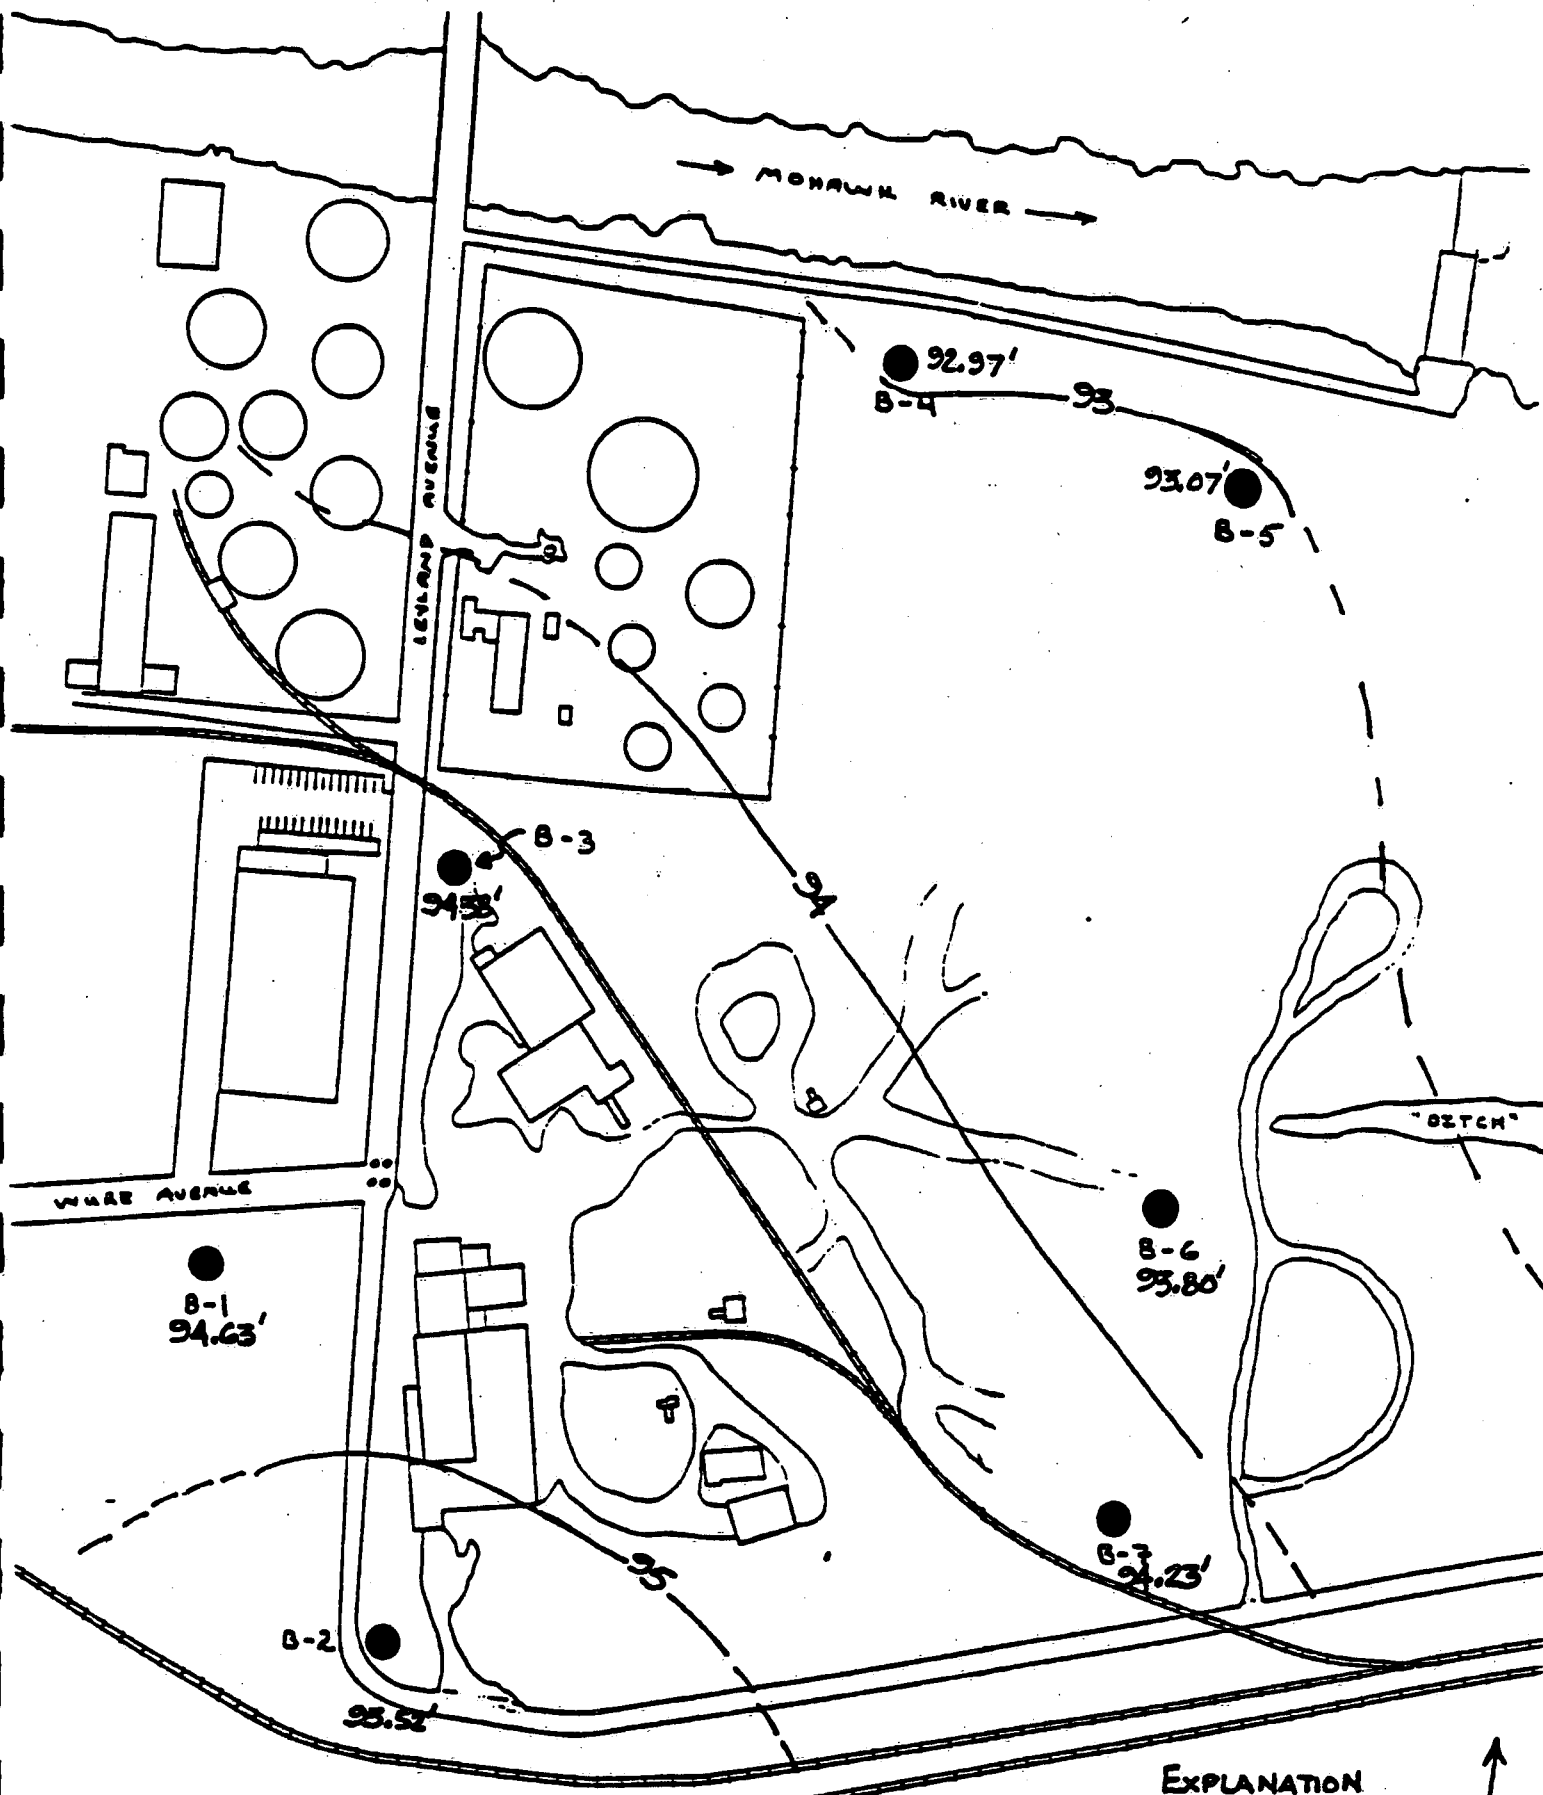 MOHAWK RIVER
92.97'
B-4
93
93.07'
B-5
LEYLAND AVENUE
B-3
94.58'
94
"DITCH"
WURZ AVENUE
B-6
93.80'
B-1
94.63'
B-7
94.23'
95
B-2
95.52'
EXPLANATION